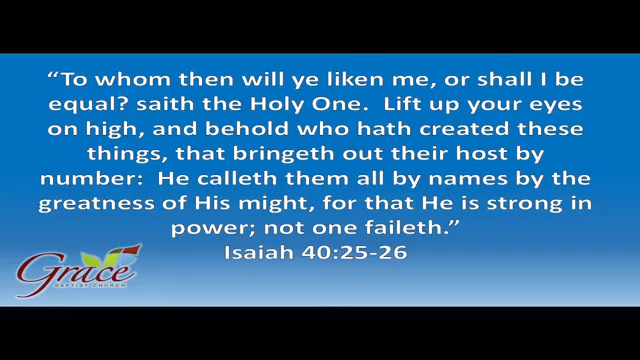 “To whom then will ye liken me, or shall I be
equal? saith the Holy One.  Lift up your eyes
on high, and behold who hath created these
things, that bringeth out their host by
number:  He calleth them all by names by the
greatness of His might, for that He is strong in
power; not one faileth.”
Isaiah 40:25-26
Grace
BAPTIST CHURCH